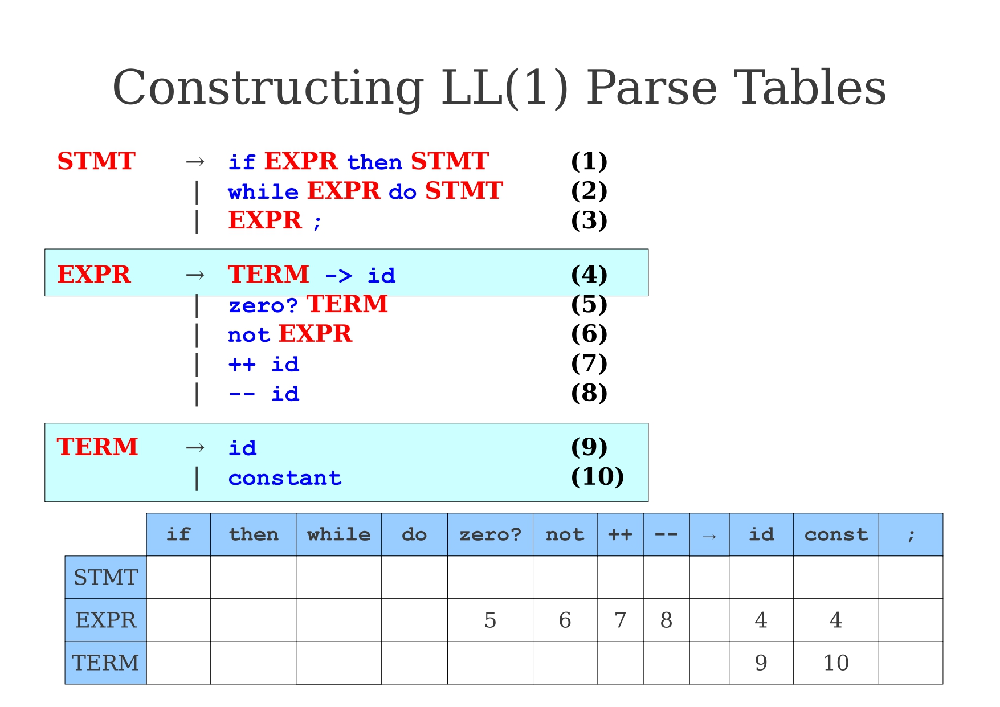 Constructing LL(1) Parse Tables
STMT → if EXPR then STMT (1)
| while EXPR do STMT (2)
| EXPR ; (3)
EXPR → TERM -> id (4)
| zero? TERM (5)
| not EXPR (6)
| ++ id (7)
| -- id (8)
TERM → id (9)
| constant (10)
if then while do zero? not ++ -- → id const ;
STMT
EXPR 5 6 7 8 4 4
TERM 9 10